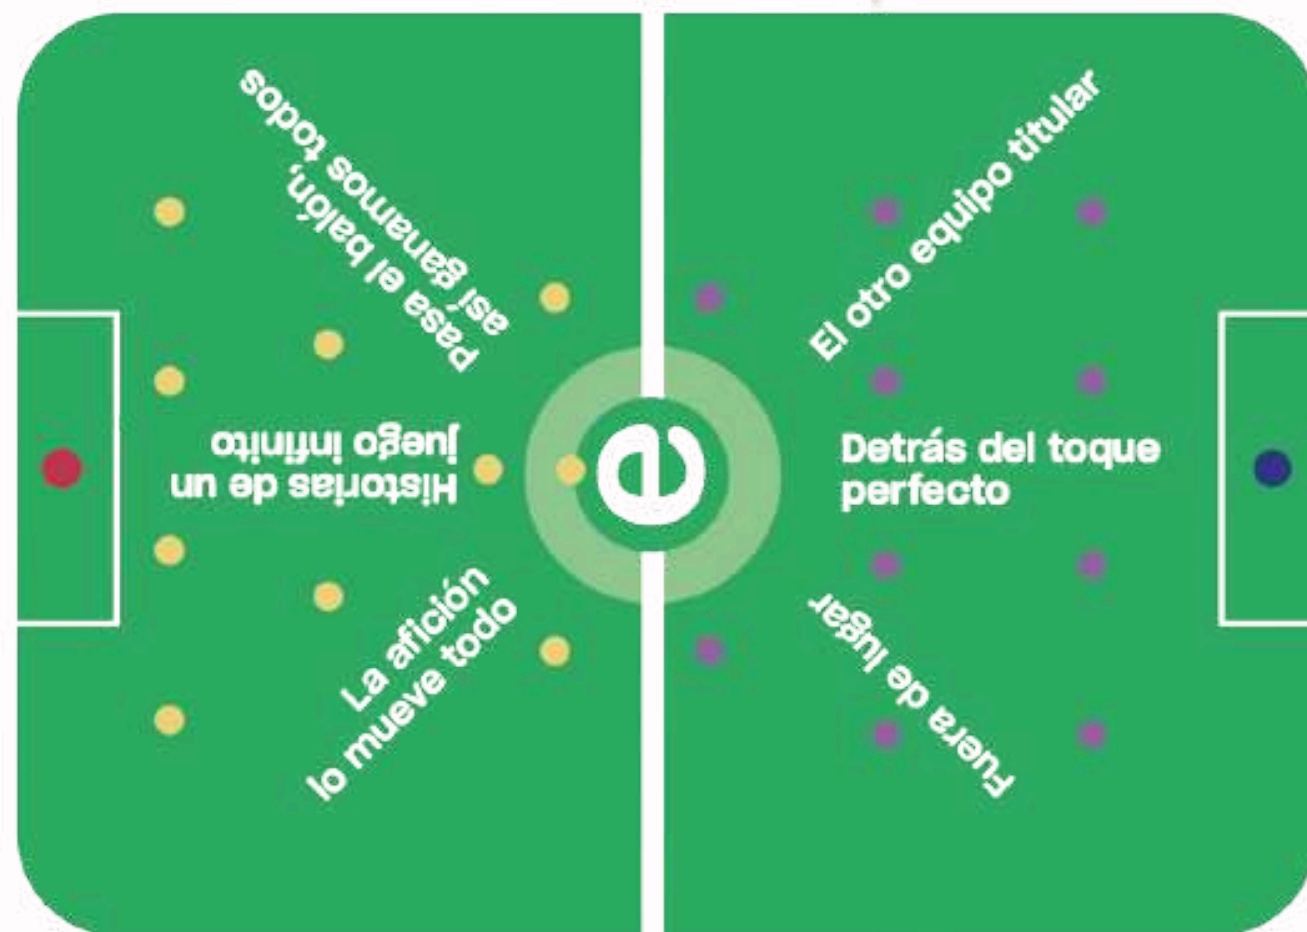 Pasa el balón,
así ganamos todos
El otro equipo titular
Historias de un
juego infinito
e
Detrás del toque
perfecto
La afición
lo mueve todo
Fuera de lugar